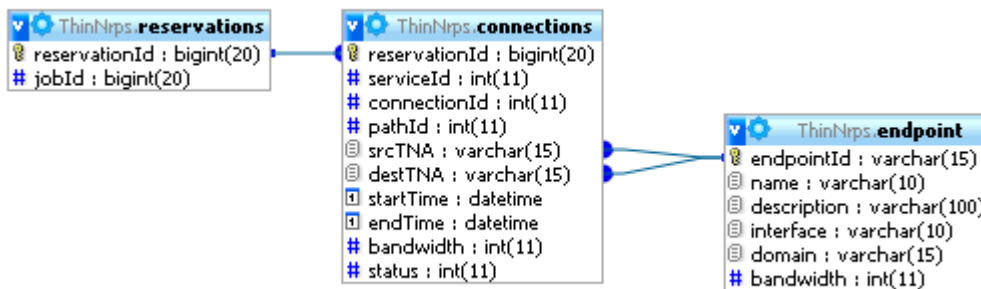 ThinNrps.reservations
reservationId : bigint(20)
# jobId : bigint(20)
ThinNrps.connections
reservationId : bigint(20)
# serviceId : int(11)
# connectionId : int(11)
# pathId : int(11)
srcTNA : varchar(15)
destTNA : varchar(15)
startTime : datetime
endTime : datetime
# bandwidth : int(11)
# status : int(11)
ThinNrps.endpoint
endpointId : varchar(15)
name : varchar(10)
description : varchar(100)
interface : varchar(10)
domain : varchar(15)
# bandwidth : int(11)